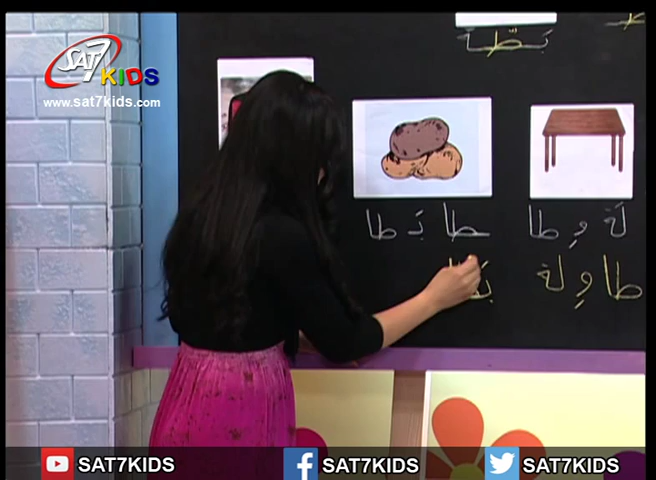 SAT7 KIDS
www.sat7kids.com
بَطّة
لَة وِ طا
طاوِلَة
طا بَ طا
SAT7KIDS
SAT7KIDS
SAT7KIDS